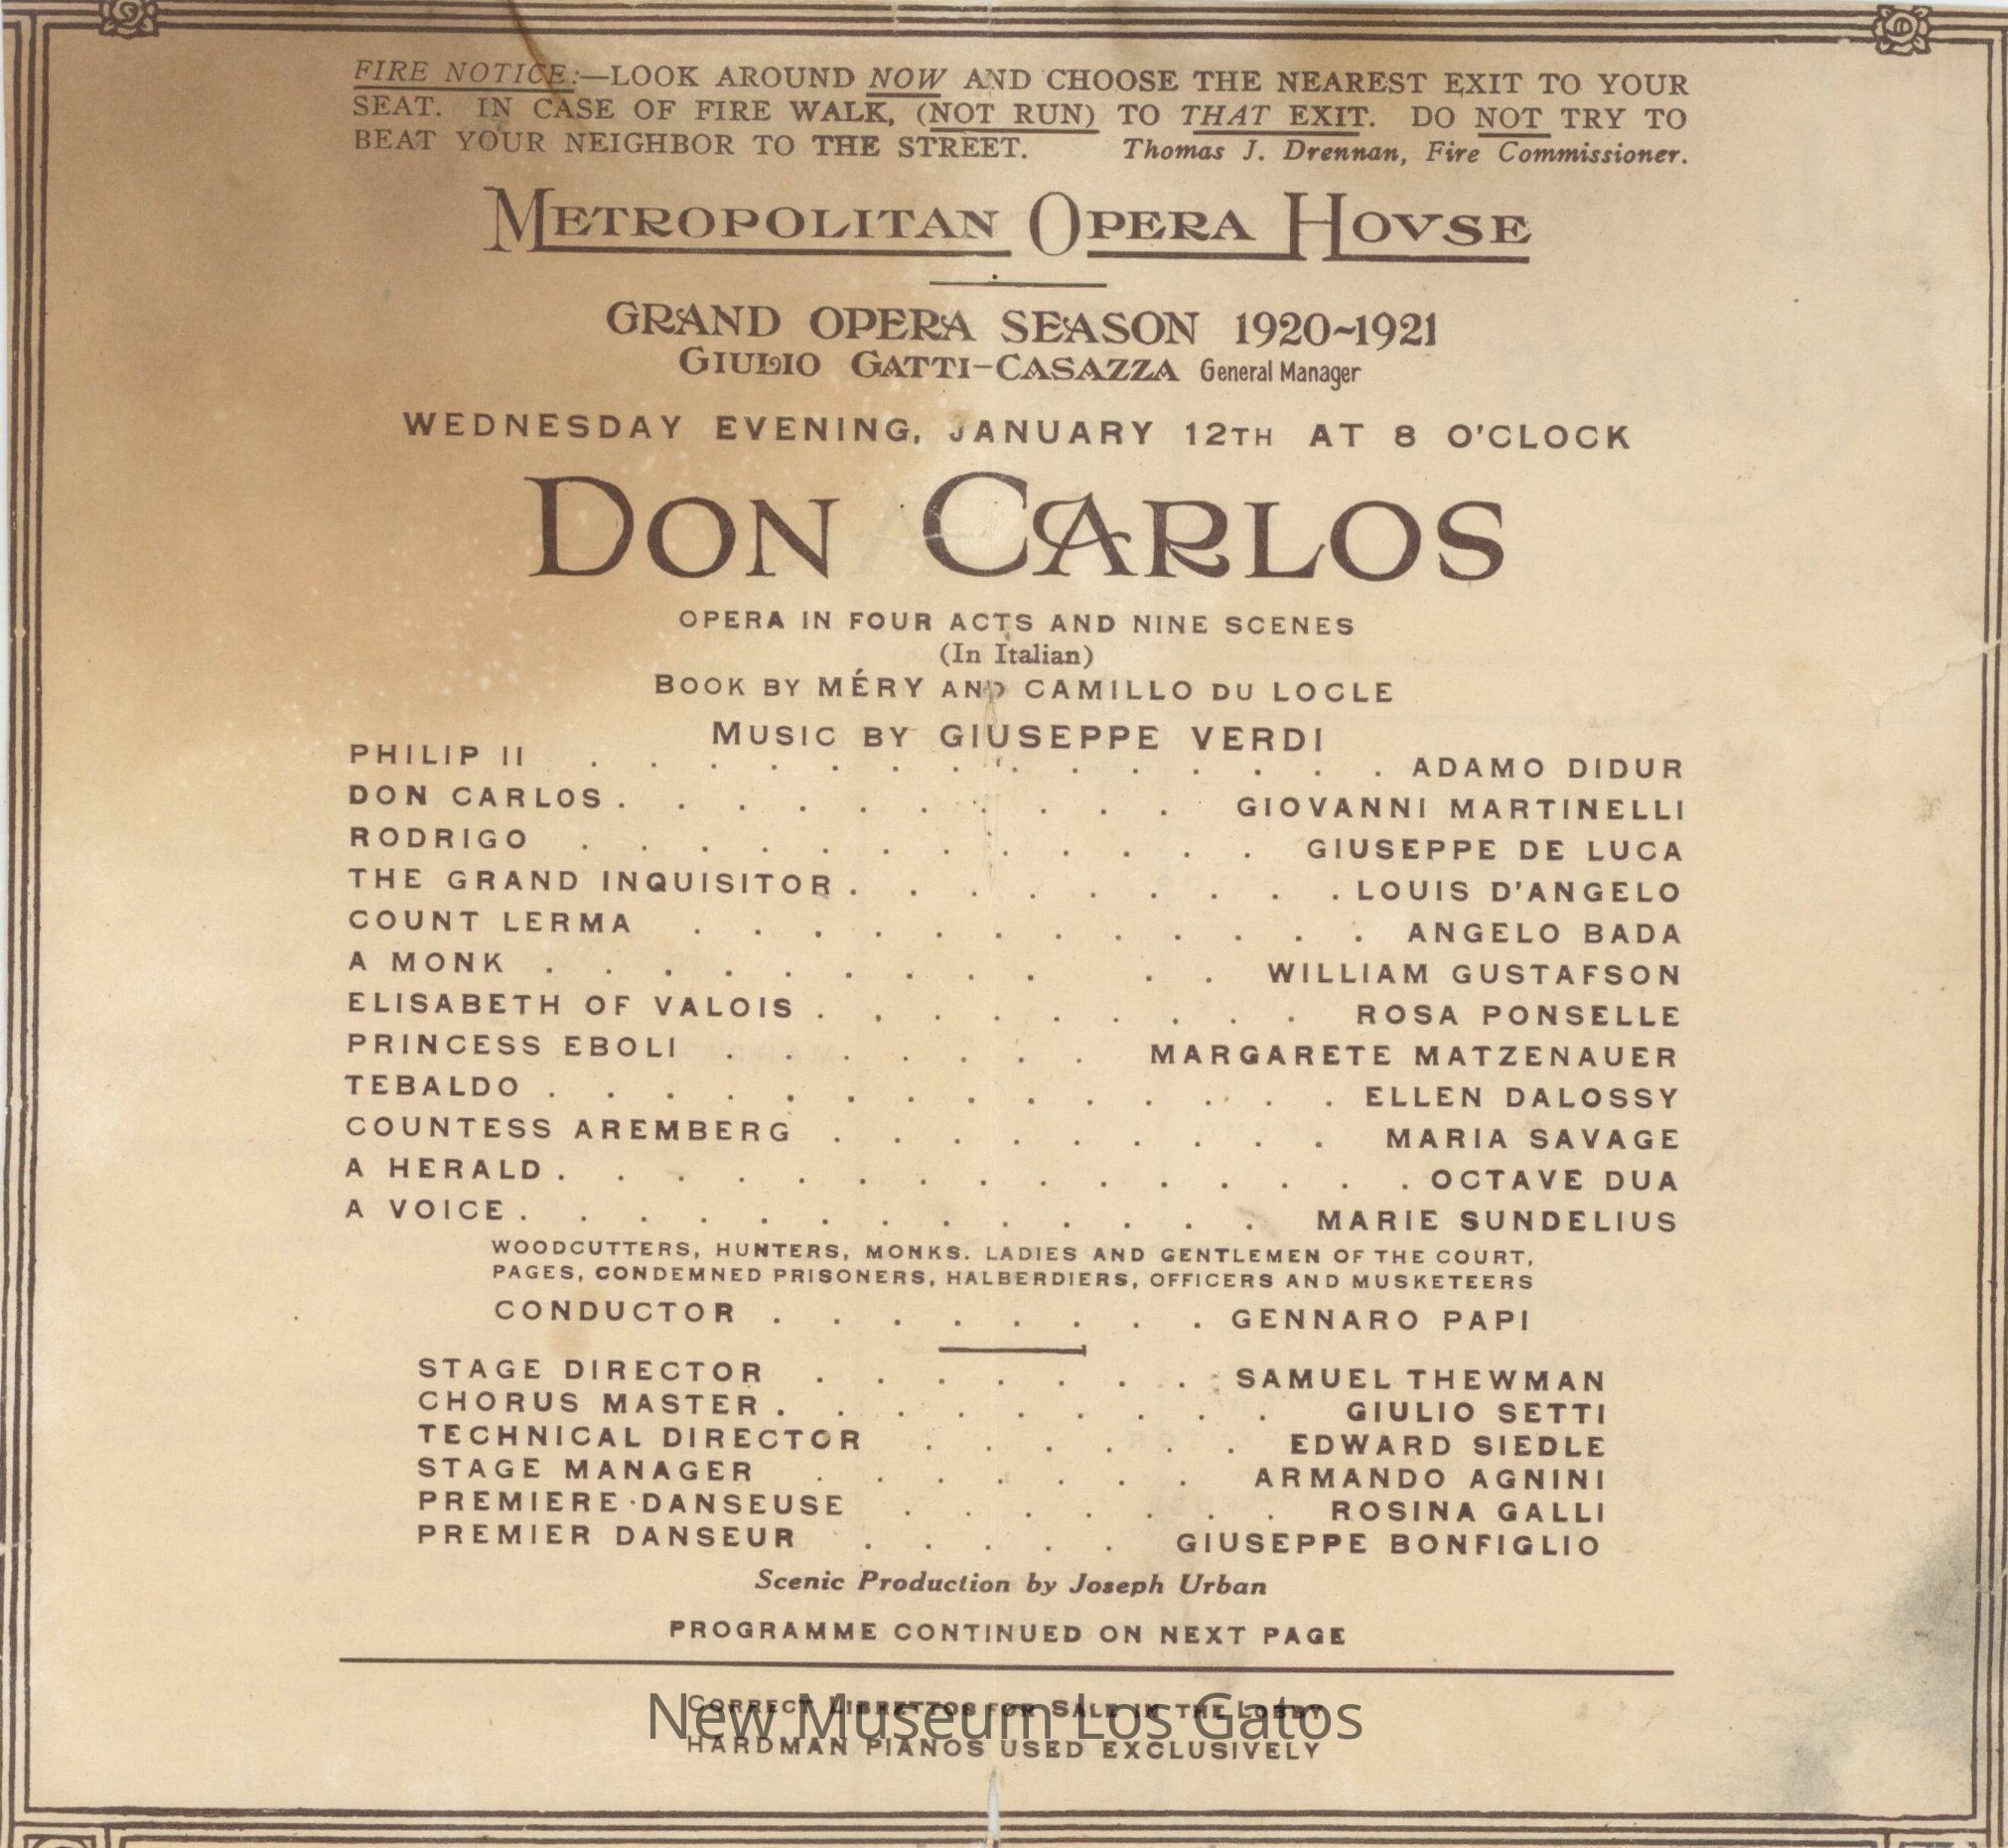 FIRE NOTICE:—LOOK AROUND NOW AND CHOOSE THE NEAREST EXIT TO YOUR
SEAT. IN CASE OF FIRE WALK, (NOT RUN) TO THAT EXIT. DO NOT TRY TO
BEAT YOUR NEIGHBOR TO THE STREET. Thomas J. Drennan, Fire Commissioner.
METROPOLITAN OPERA HOVSE
GRAND OPERA SEASON 1920~1921
GIULIO GATTI-CASAZZA General Manager
WEDNESDAY EVENING, JANUARY 12TH AT 8 O'CLOCK
DON CARLOS
OPERA IN FOUR ACTS AND NINE SCENES
(In Italian)
BOOK BY MÉRY AND CAMILLO DU LOCLE
MUSIC BY GIUSEPPE VERDI
PHILIP II . . . . . . . . . . . . . . ADAMO DIDUR
DON CARLOS . . . . . . . . . . GIOVANNI MARTINELLI
RODRIGO . . . . . . . . . . . . GIUSEPPE DE LUCA
THE GRAND INQUISITOR . . . . . . . . . LOUIS D'ANGELO
COUNT LERMA . . . . . . . . . . . . ANGELO BADA
A MONK . . . . . . . . . . . WILLIAM GUSTAFSON
ELISABETH OF VALOIS . . . . . . . . . ROSA PONSELLE
PRINCESS EBOLI . . . . . . . MARGARETE MATZENAUER
TEBALDO . . . . . . . . . . . . . . ELLEN DALOSSY
COUNTESS AREMBERG . . . . . . . . . MARIA SAVAGE
A HERALD . . . . . . . . . . . . . . . OCTAVE DUA
A VOICE . . . . . . . . . . . . . MARIE SUNDELIUS
WOODCUTTERS, HUNTERS, MONKS. LADIES AND GENTLEMEN OF THE COURT,
PAGES, CONDEMNED PRISONERS, HALBERDIERS, OFFICERS AND MUSKETEERS
CONDUCTOR . . . . . . . . GENNARO PAPI
STAGE DIRECTOR . . . . . . . . SAMUEL THEWMAN
CHORUS MASTER . . . . . . . . . GIULIO SETTI
TECHNICAL DIRECTOR . . . . . . EDWARD SIEDLE
STAGE MANAGER . . . . . . . ARMANDO AGNINI
PREMIERE DANSEUSE . . . . . . . ROSINA GALLI
PREMIER DANSEUR . . . . . GIUSEPPE BONFIGLIO
Scenic Production by Joseph Urban
PROGRAMME CONTINUED ON NEXT PAGE
CORRECT LIBRETTOS FOR SALE IN THE LOBBY
New Museum Los Gatos
HARDMAN PIANOS USED EXCLUSIVELY